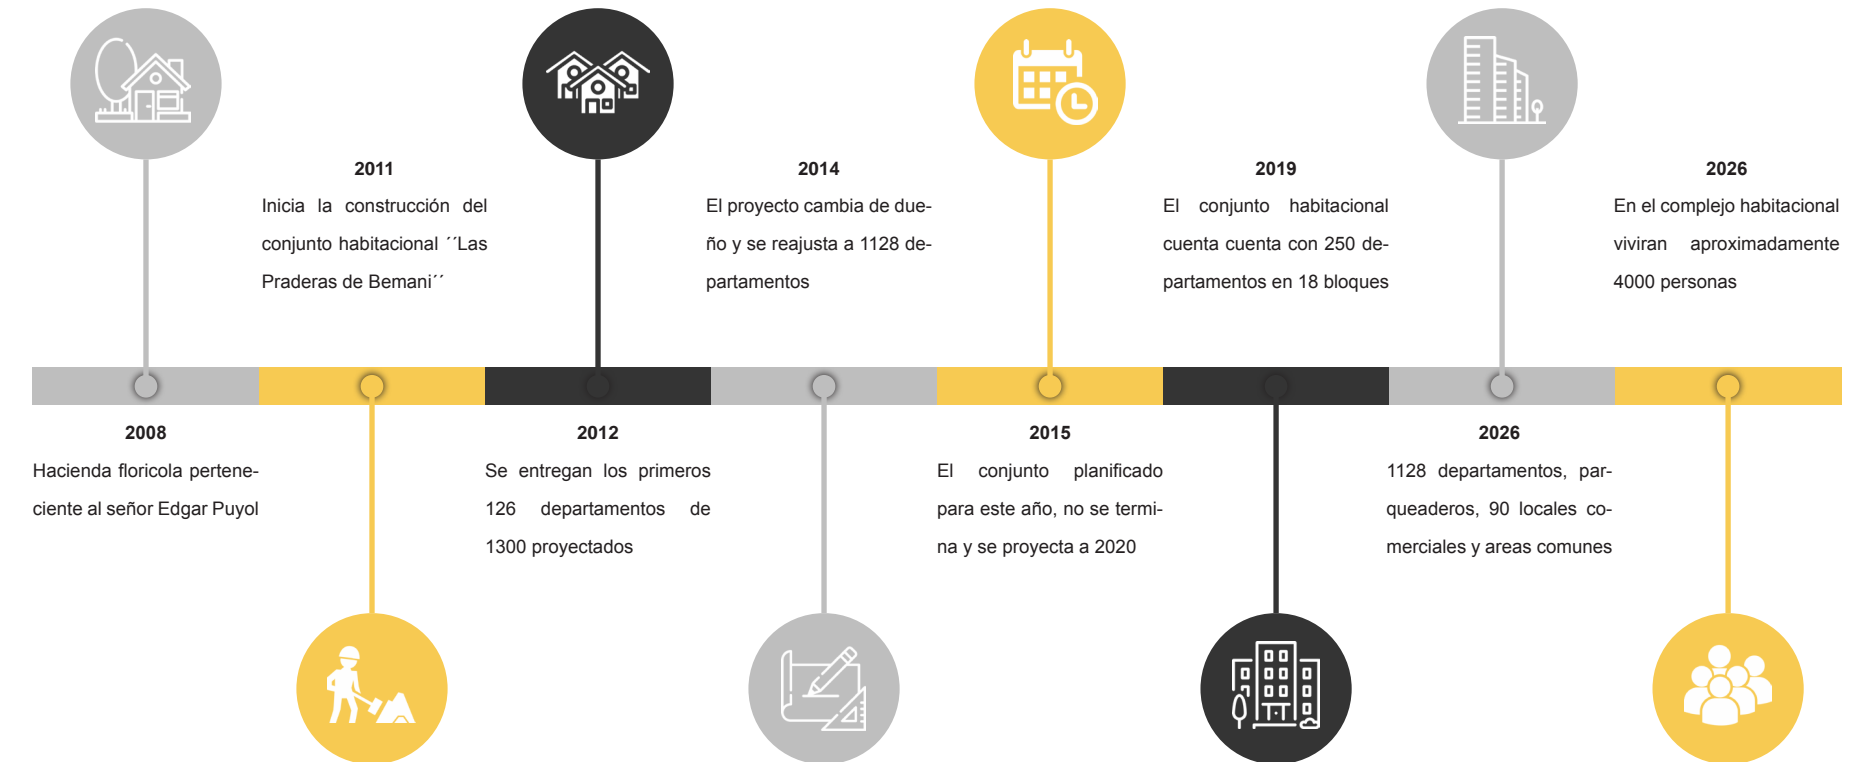 2008
Hacienda floricola pertene-
ciente al señor Edgar Puyol
2011
Inicia la construcción del
conjunto habitacional ´´Las
Praderas de Bemani´´
2012
Se entregan los primeros
126 departamentos de
1300 proyectados
2014
El proyecto cambia de due-
ño y se reajusta a 1128 de-
partamentos
2015
El conjunto planificado
para este año, no se termi-
na y se proyecta a 2020
2019
El conjunto habitacional
cuenta cuenta con 250 de-
partamentos en 18 bloques
2026
1128 departamentos, par-
queaderos, 90 locales co-
merciales y areas comunes
2026
En el complejo habitacional
viviran aproximadamente
4000 personas